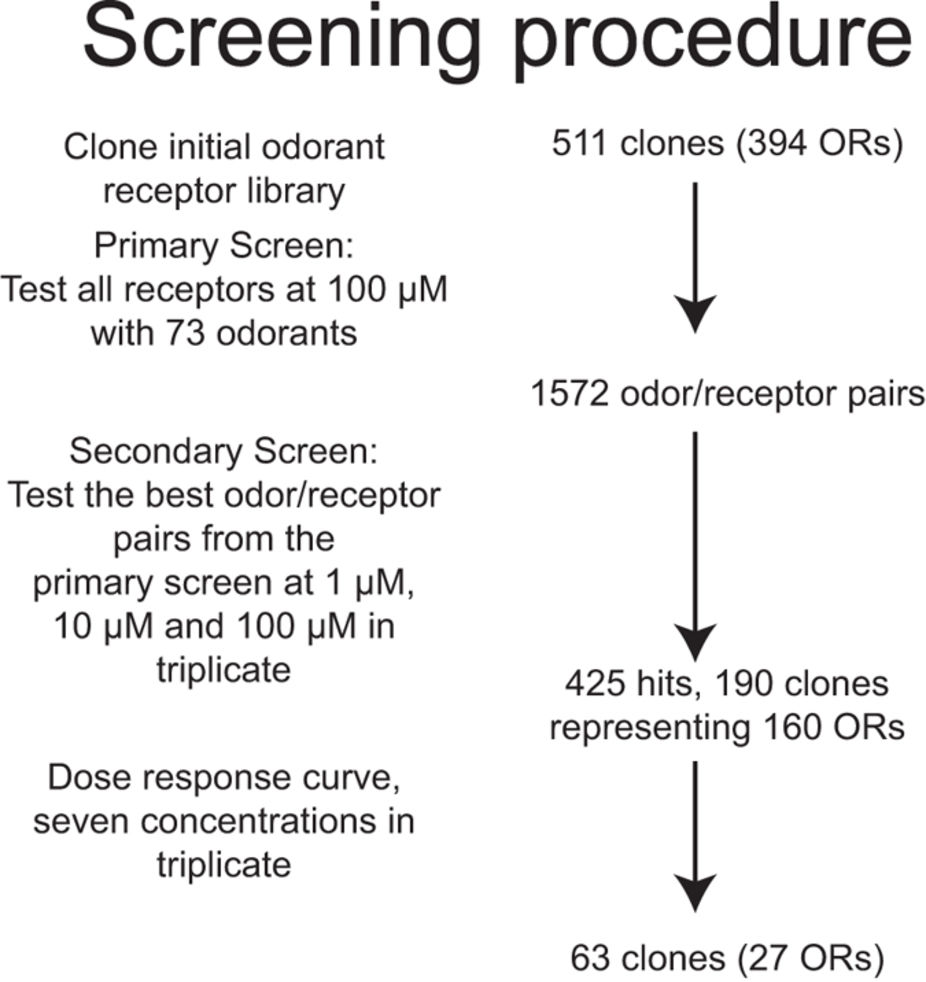 Screening procedure
Clone initial odorant
receptor library
511 clones (394 ORs)
Primary Screen:
Test all receptors at 100 µM
with 73 odorants
1572 odor/receptor pairs
Secondary Screen:
Test the best odor/receptor
pairs from the
primary screen at 1 µM,
10 µM and 100 µM in
triplicate
425 hits, 190 clones
representing 160 ORs
Dose response curve,
seven concentrations in
triplicate
63 clones (27 ORs)